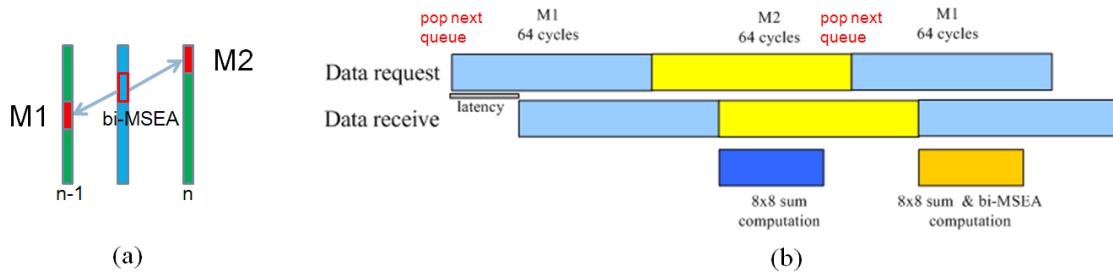 M1
M2
bi-MSEA
n-1
n
(a)
pop next
queue
M1
64 cycles
M2
64 cycles
pop next
queue
M1
64 cycles
Data request
latency
Data receive
8x8 sum
computation
8x8 sum & bi-MSEA
computation
(b)